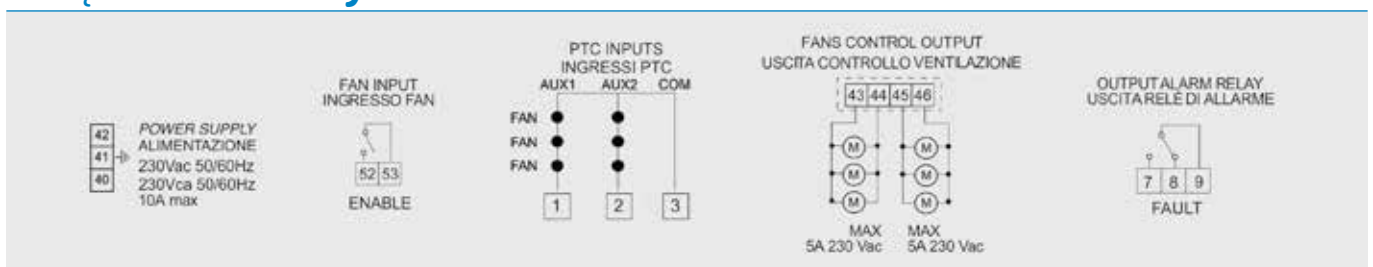 42
41
40
POWER SUPPLY
ALIMENTAZIONE
230Vac 50/60Hz
230Vca 50/60Hz
10A max
FAN INPUT
INGRESSO FAN
52 53
ENABLE
PTC INPUTS
INGRESSI PTC
AUX1 AUX2 COM
FAN
FAN
FAN
1 2 3
FANS CONTROL OUTPUT
USCITA CONTROLLO VENTILAZIONE
43 44 45 46
M M
M M
M M
MAX MAX
5A 230 Vac 5A 230 Vac
OUTPUT ALARM RELAY
USCITA RELÉ DI ALLARME
7 8 9
FAULT